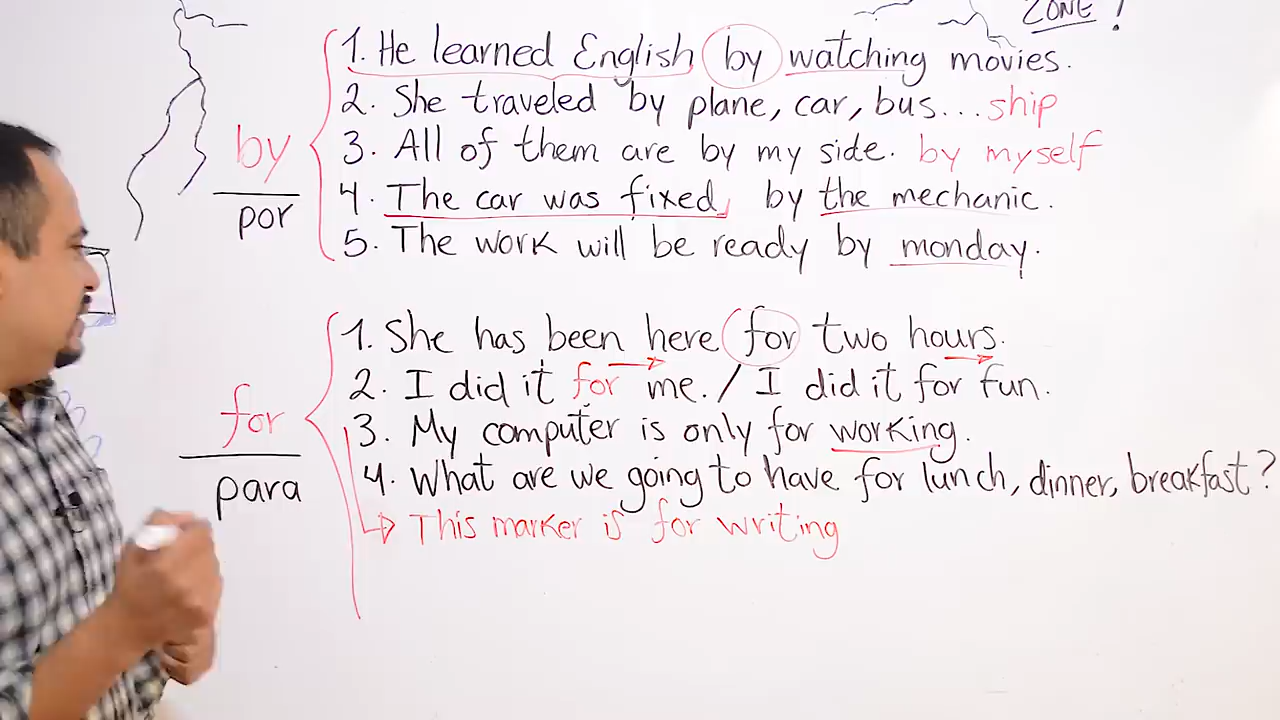 ZONE!
1. He learned English by watching movies.
2. She traveled by plane, car, bus... ship
by
3. All of them are by my side. by myself
por
4. The car was fixed by the mechanic.
5. The work will be ready by monday.
1. She has been here for two hours.
2. I did it for me. / I did it for fun.
for
3. My computer is only for working.
para
4. What are we going to have for lunch, dinner, breakfast?
This marker is for writing